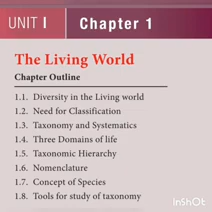 UNIT I Chapter 1
The Living World
Chapter Outline
1.1. Diversity in the Living world
1.2. Need for Classification
1.3. Taxonomy and Systematics
1.4. Three Domains of life
1.5. Taxonomic Hierarchy
1.6. Nomenclature
1.7. Concept of Species
1.8. Tools for study of taxonomy
InShOt